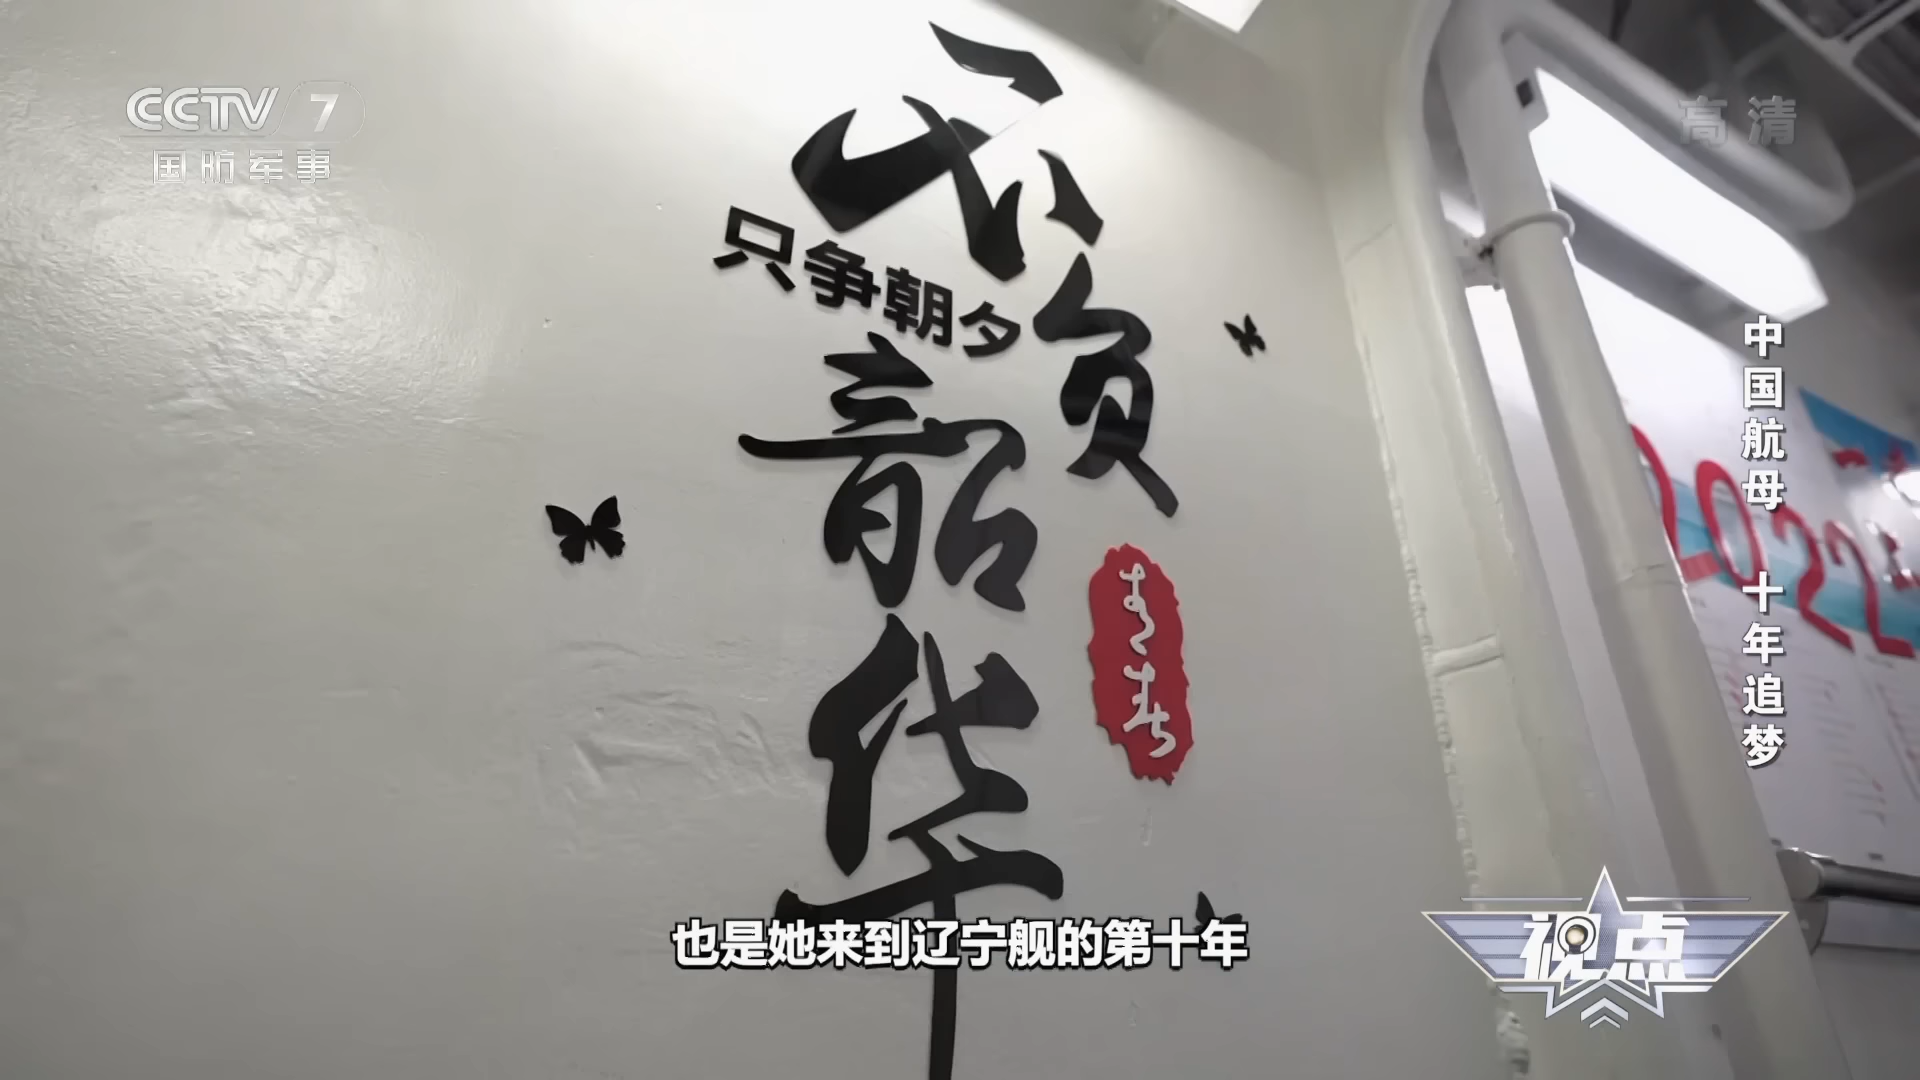 CCTV 7
国防军事
高清
只争朝夕
不负
韶华
青春
2022
中国航母 十年追梦
也是她来到辽宁舰的第十年
视点